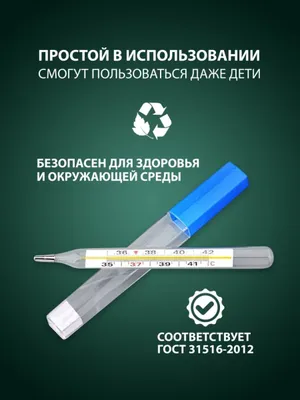 ПРОСТОЙ В ИСПОЛЬЗОВАНИИ
СМОГУТ ПОЛЬЗОВАТЬСЯ ДАЖЕ ДЕТИ
БЕЗОПАСЕН ДЛЯ ЗДОРОВЬЯ
И ОКРУЖАЮЩЕЙ СРЕДЫ
36 38 40 42
35 37 39 41 C
СООТВЕТСТВУЕТ
ГОСТ 31516-2012